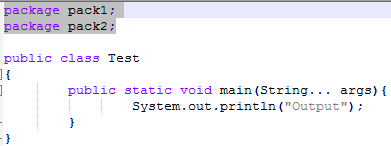 package pack1;
package pack2;
public class Test
{
public static void main(String... args){
System.out.println("Output");
}
}